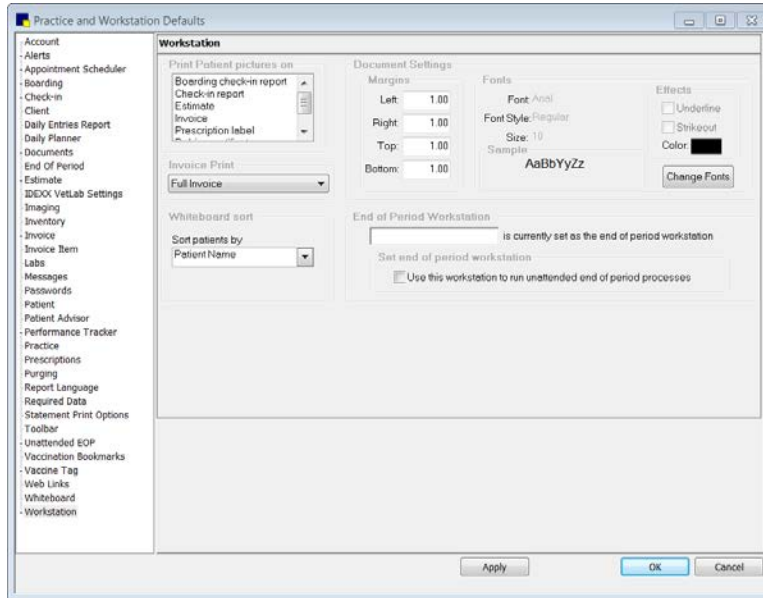 Practice and Workstation Defaults
Account
Alerts
Appointment Scheduler
Boarding
Check-in
Client
Daily Entries Report
Daily Planner
Documents
End Of Period
Estimate
IDEXX VetLab Settings
Imaging
Inventory
Invoice
Invoice Item
Labs
Messages
Passwords
Patient
Patient Advisor
Performance Tracker
Practice
Prescriptions
Purging
Report Language
Required Data
Statement Print Options
Toolbar
Unattended EOP
Vaccination Bookmarks
Vaccine Tag
Web Links
Whiteboard
Workstation
Workstation
Print Patient pictures on
Boarding check-in report
Check-in report
Estimate
Invoice
Prescription label
Invoice Print
Full Invoice
Whiteboard sort
Sort patients by
Patient Name
Document Settings
Margins
Left: 1.00
Right: 1.00
Top: 1.00
Bottom: 1.00
Fonts
Font: Arial
Font Style: Regular
Size: 10
Sample
AaBbYyZz
Effects
Underline
Strikeout
Color:
Change Fonts
End of Period Workstation
is currently set as the end of period workstation
Set end of period workstation
Use this workstation to run unattended end of period processes
Apply
OK
Cancel